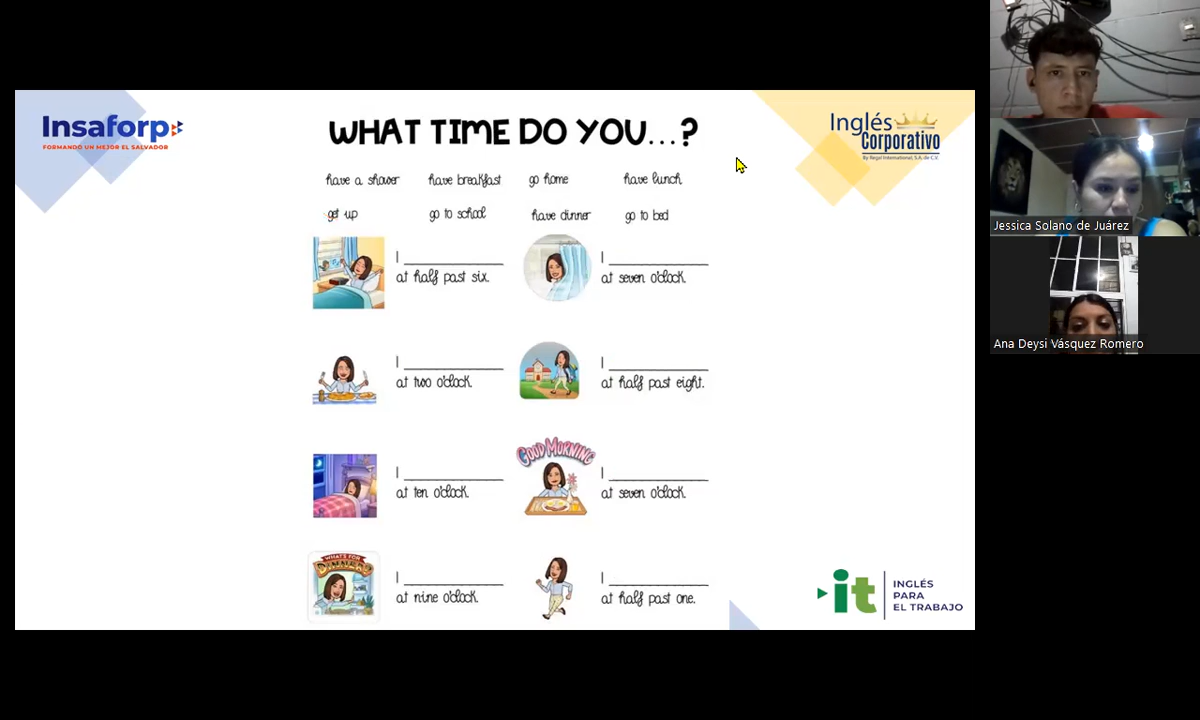 Insaforp
FORMANDO UN MEJOR EL SALVADOR
WHAT TIME DO YOU...?
Inglés
Corporativo
By Regal International, S.A. de C.V.
have a shower have breakfast go home have lunch
get up go to school have dinner go to bed
I ____________
at half past six.
I ____________
at seven o'clock.
I ____________
at two o'clock.
I ____________
at half past eight.
I ____________
at ten o'clock.
GOOD MORNING
I ____________
at seven o'clock.
WHAT'S FOR
DINNER?
I ____________
at nine o'clock.
I ____________
at half past one.
it
INGLÉS
PARA
EL TRABAJO
Jessica Solano de Juárez
Ana Deysi Vásquez Romero